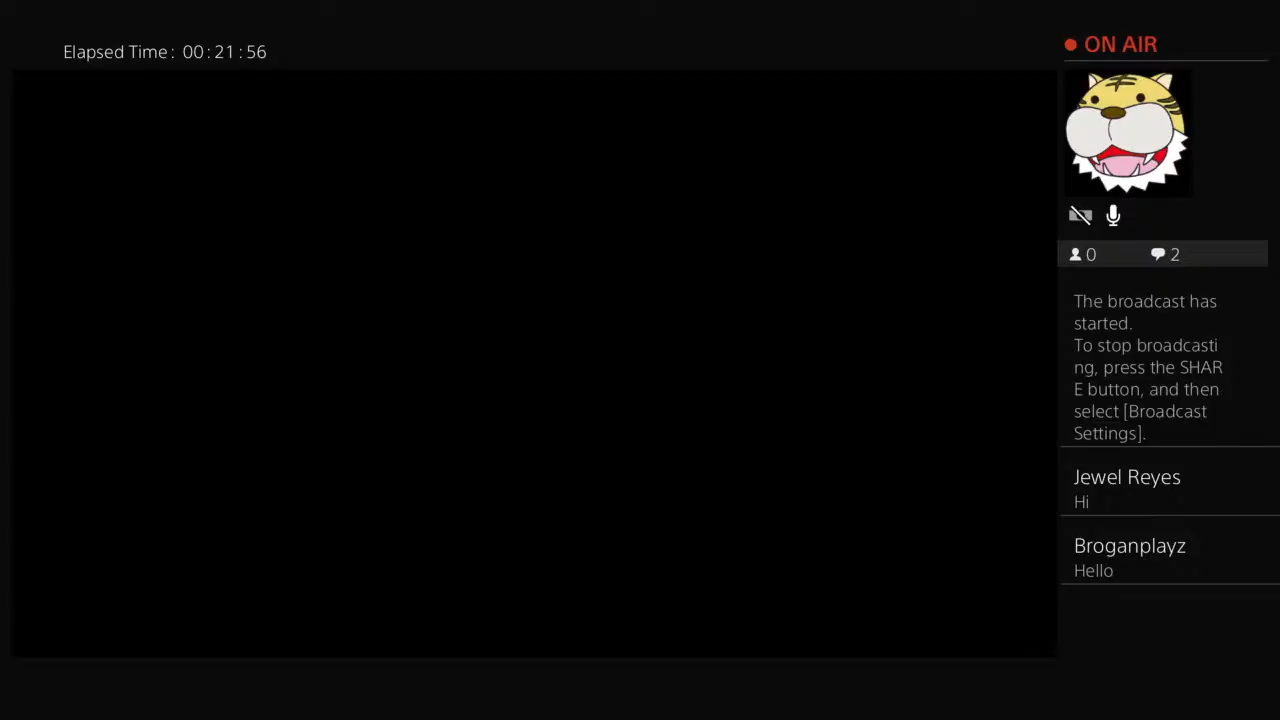 Elapsed Time: 00:21:56
ON AIR
0 2
The broadcast has
started.
To stop broadcasti
ng, press the SHAR
E button, and then
select [Broadcast
Settings].
Jewel Reyes
Hi
Broganplayz
Hello